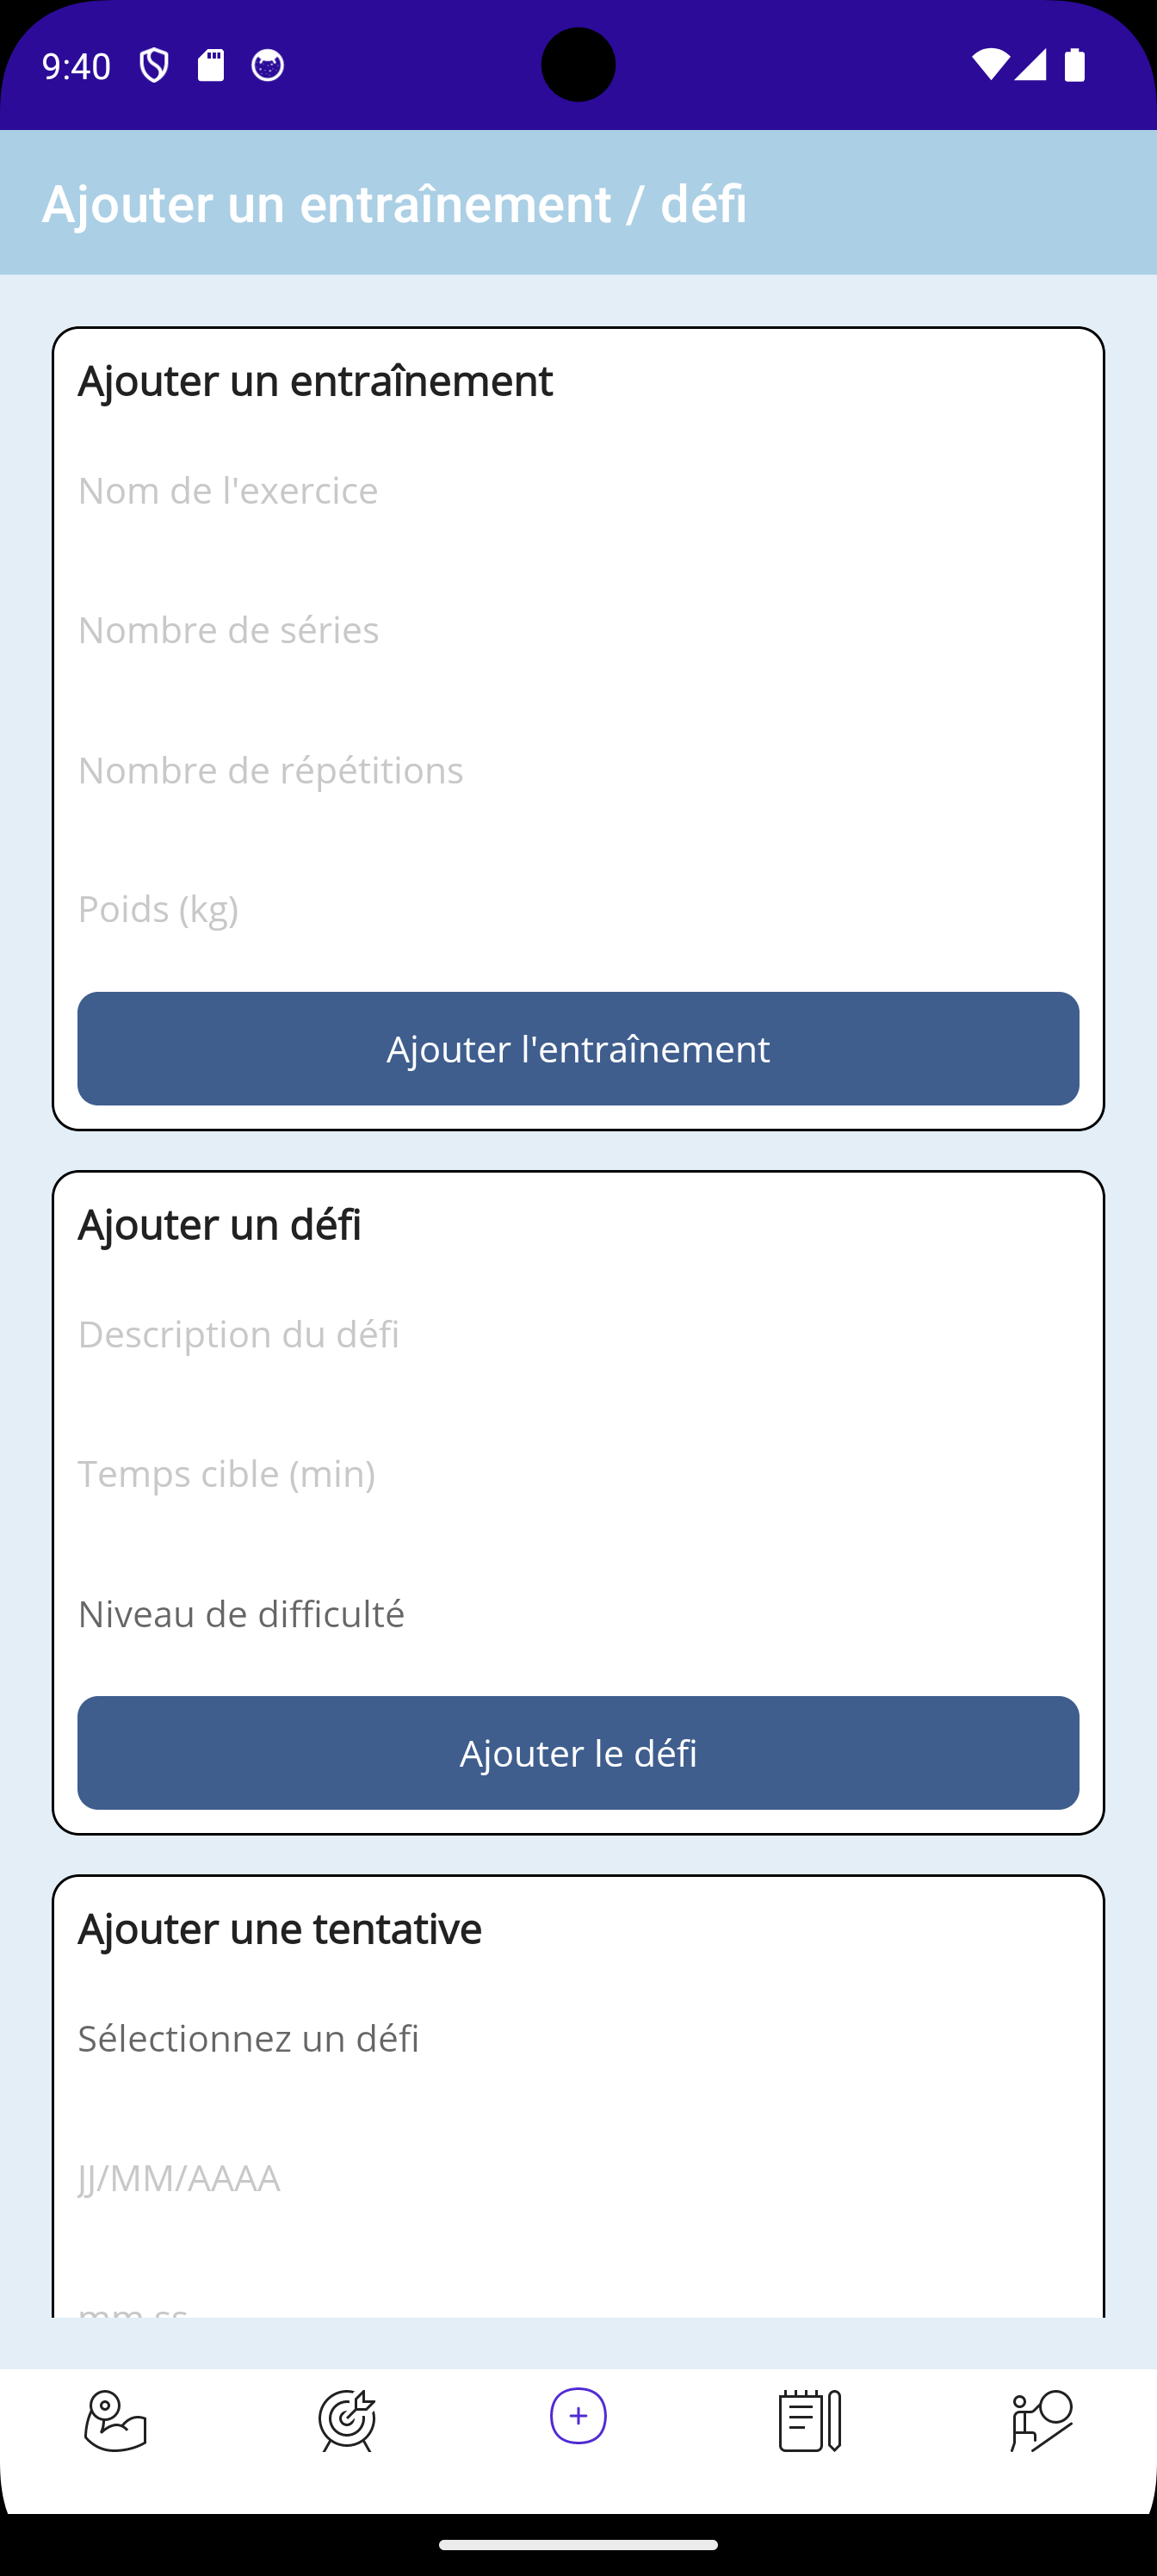 9:40
Ajouter un entraînement / défi
Ajouter un entraînement
Nom de l'exercice
Nombre de séries
Nombre de répétitions
Poids (kg)
Ajouter l'entraînement
Ajouter un défi
Description du défi
Temps cible (min)
Niveau de difficulté
Ajouter le défi
Ajouter une tentative
Sélectionnez un défi
JJ/MM/AAAA